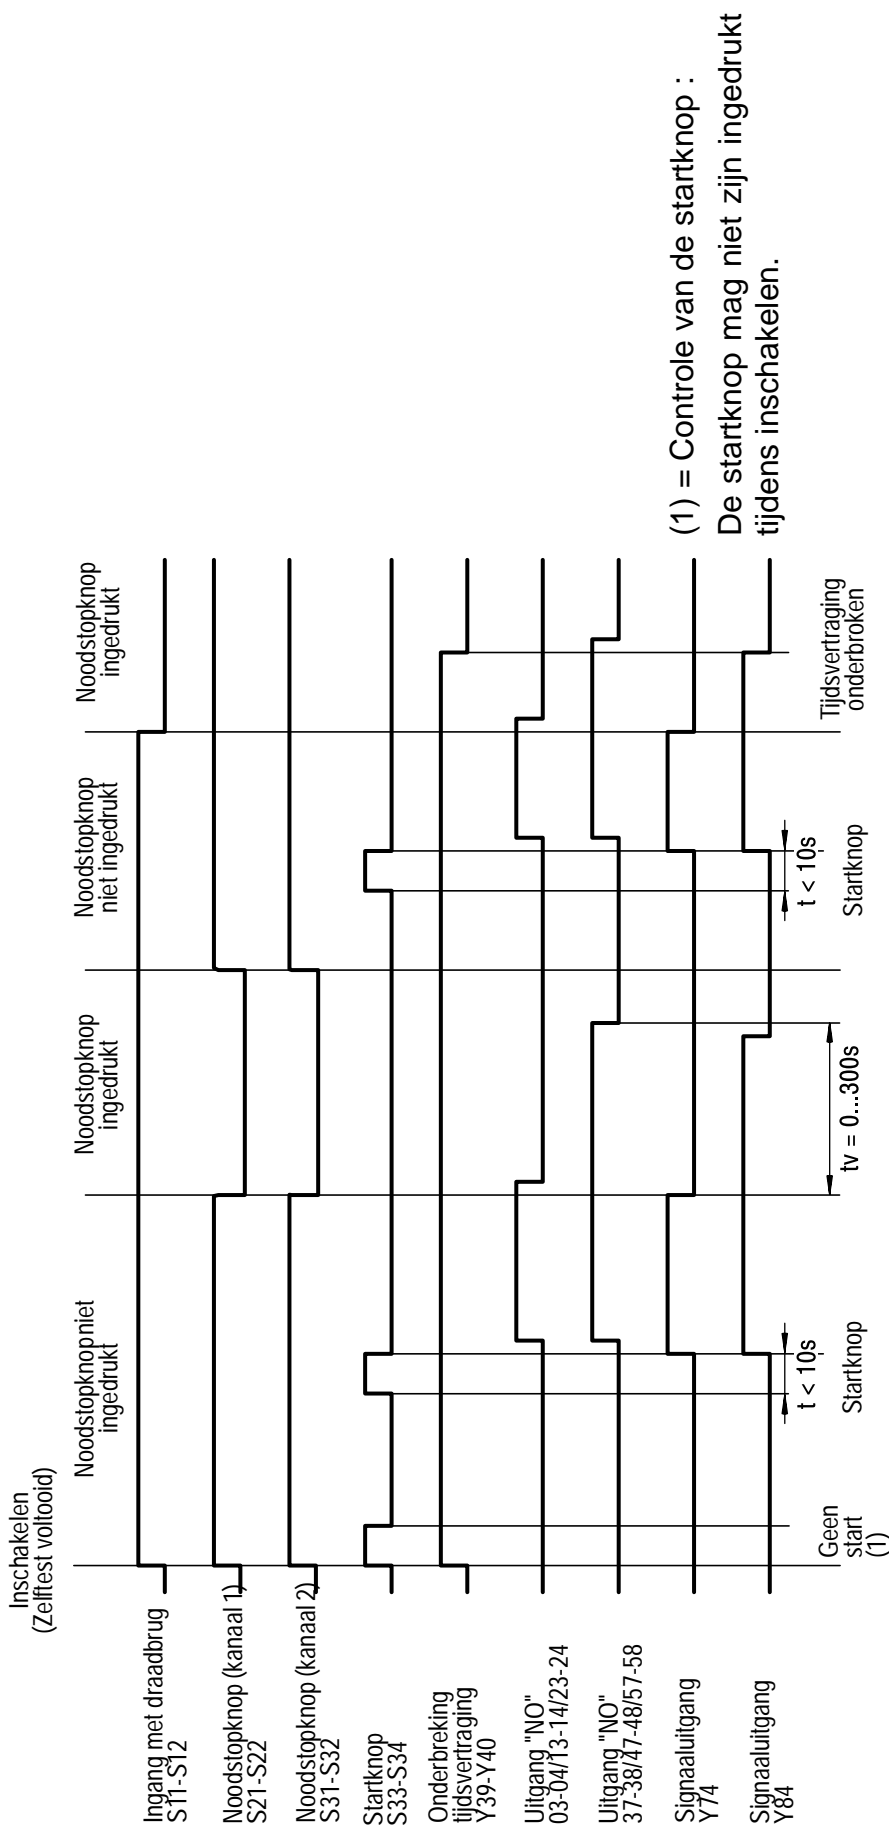 Inschakelen
(Zelftest voltooid)
Noodstopknopniet
ingedrukt
Noodstopknop
ingedrukt
Noodstopknop
niet ingedrukt
Noodstopknop
ingedrukt
Ingang met draadbrug
S11-S12
Noodstopknop (kanaal 1)
S21-S22
Noodstopknop (kanaal 2)
S31-S32
Startknop
S33-S34
Onderbreking
tijdsvertraging
Y39-Y40
Uitgang "NO"
03-04/13-14/23-24
Uitgang "NO"
37-38/47-48/57-58
Signaaluitgang
Y74
Signaaluitgang
Y84
Geen
start
(1)
t < 10s
Startknop
tv = 0...300s
t < 10s
Startknop
Tijdsvertraging
onderbroken
(1) = Controle van de startknop :
De startknop mag niet zijn ingedrukt
tijdens inschakelen.